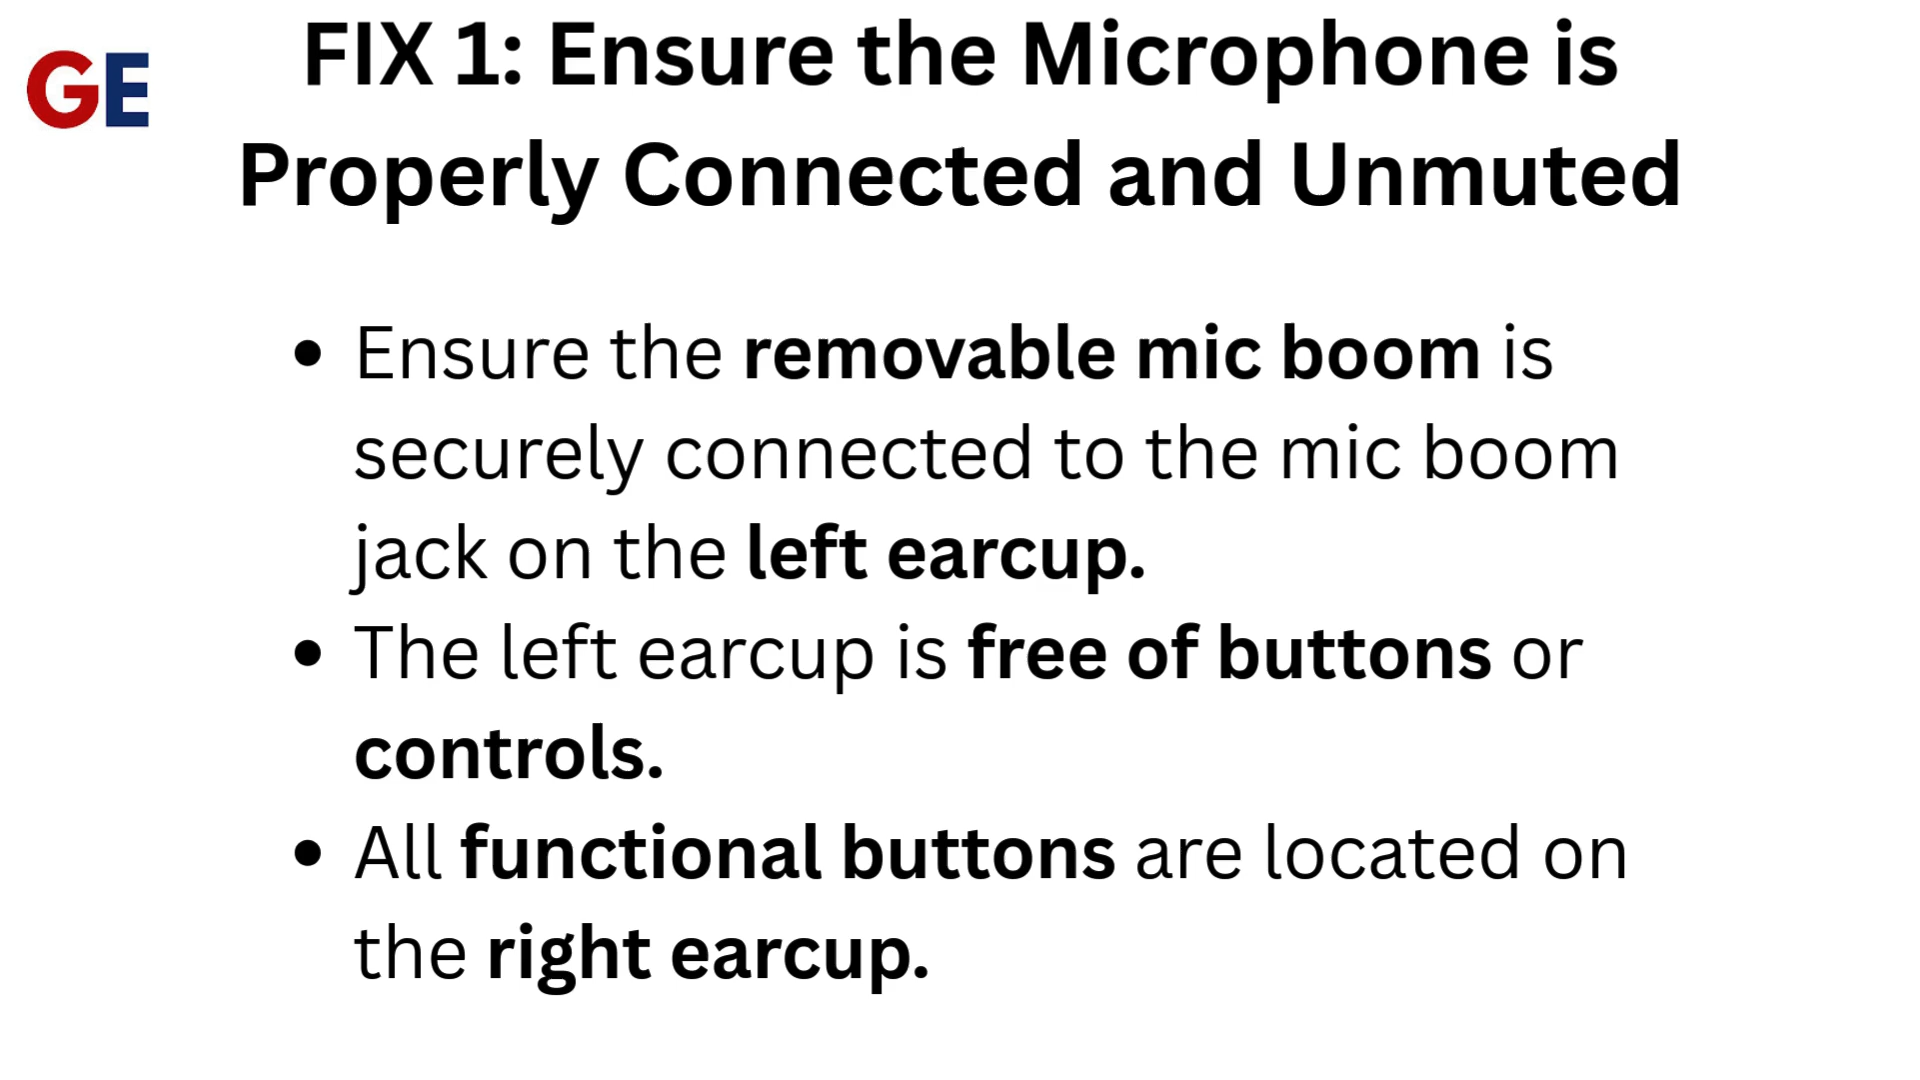 GE
FIX 1: Ensure the Microphone is
Properly Connected and Unmuted
• Ensure the removable mic boom is
securely connected to the mic boom
jack on the left earcup.
• The left earcup is free of buttons or
controls.
• All functional buttons are located on
the right earcup.